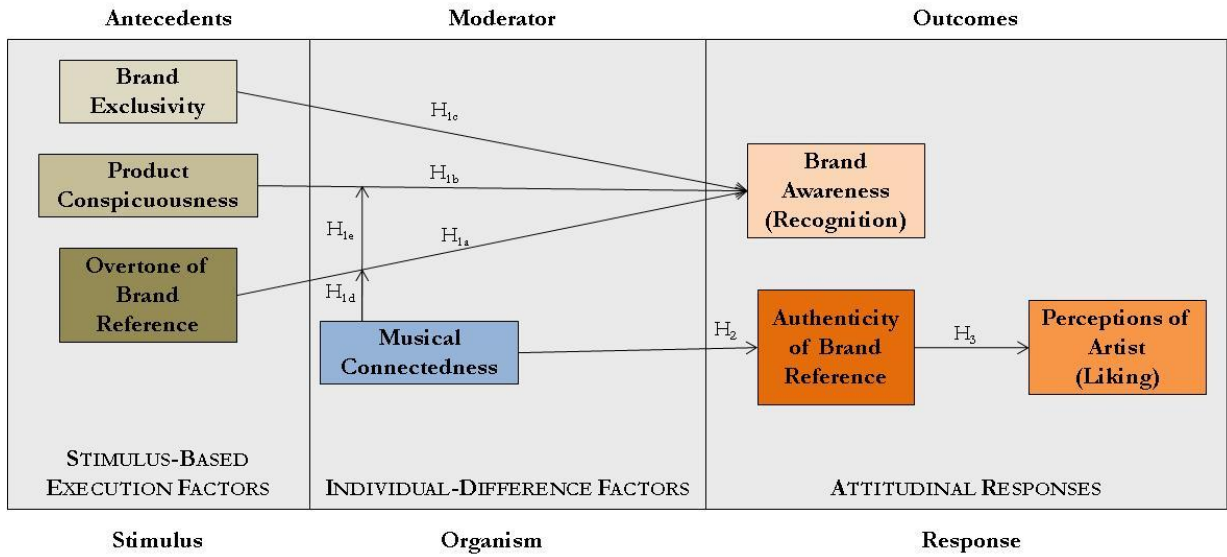 Antecedents
Moderator
Outcomes
Brand
Exclusivity
H1c
Product
Conspicuousness
H1b
Brand
Awareness
(Recognition)
H1e
H1a
Overtone of
Brand
Reference
H1d
Musical
Connectedness
H2
Authenticity
of Brand
Reference
H3
Perceptions of
Artist
(Liking)
STIMULUS-BASED
EXECUTION FACTORS
INDIVIDUAL-DIFFERENCE FACTORS
ATTITUDINAL RESPONSES
Stimulus
Organism
Response